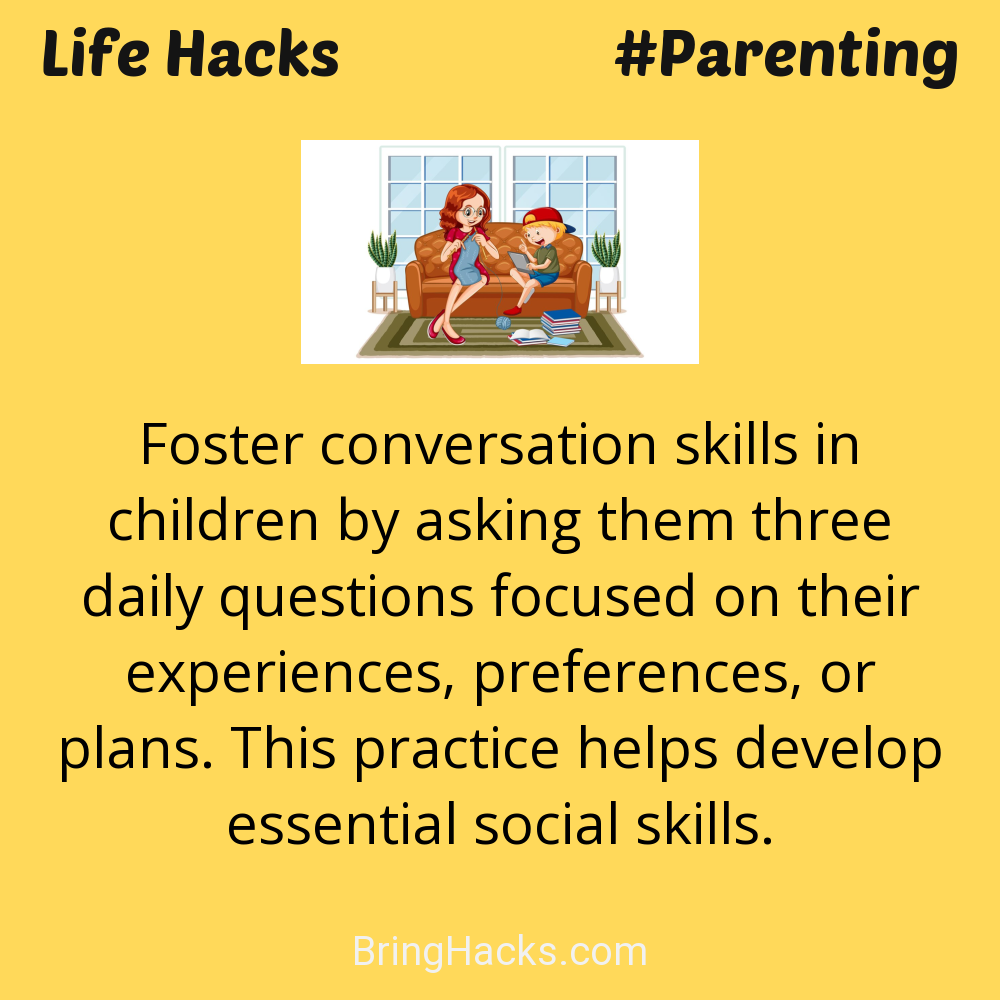 Life Hacks #Parenting
Foster conversation skills in
children by asking them three
daily questions focused on their
experiences, preferences, or
plans. This practice helps develop
essential social skills.
BringHacks.com